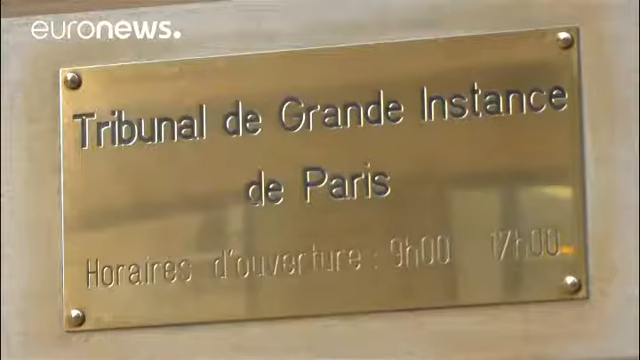 euronews.
Tribunal de Grande Instance
de Paris
Horaires d'ouverture : 9h00 17h00